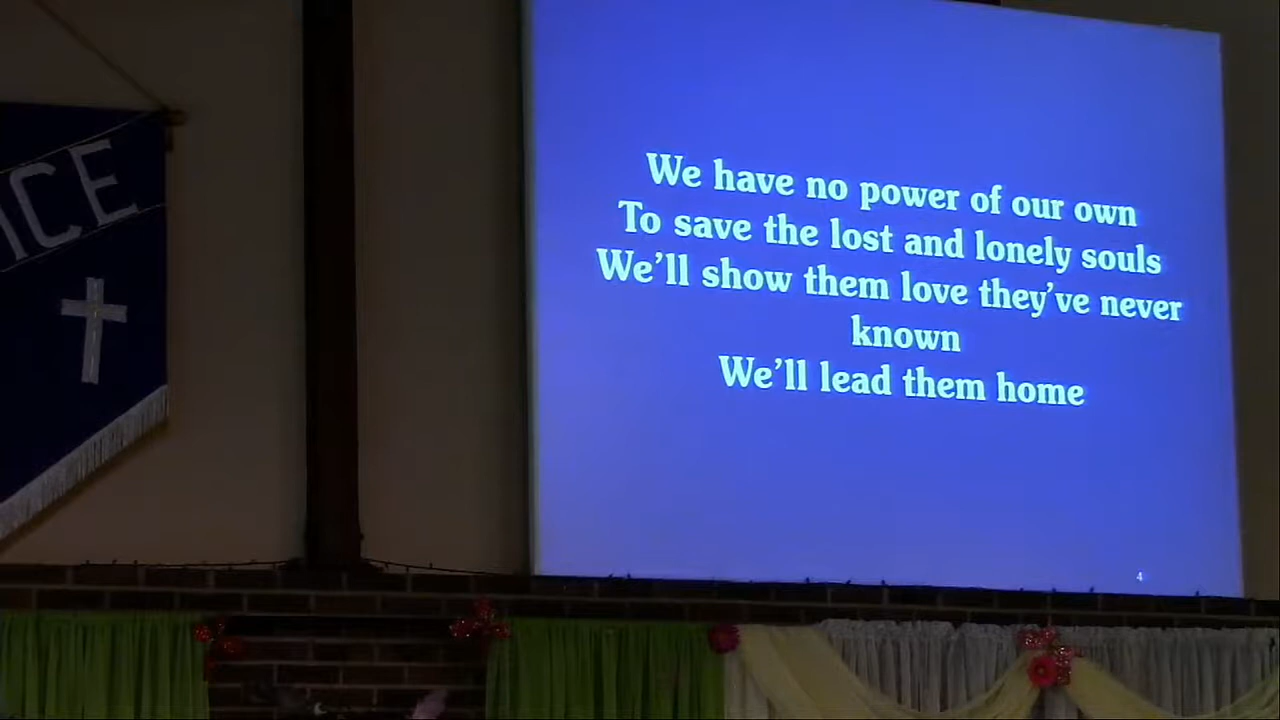 ICE
We have no power of our own
To save the lost and lonely souls
We'll show them love they've never
known
We'll lead them home
4